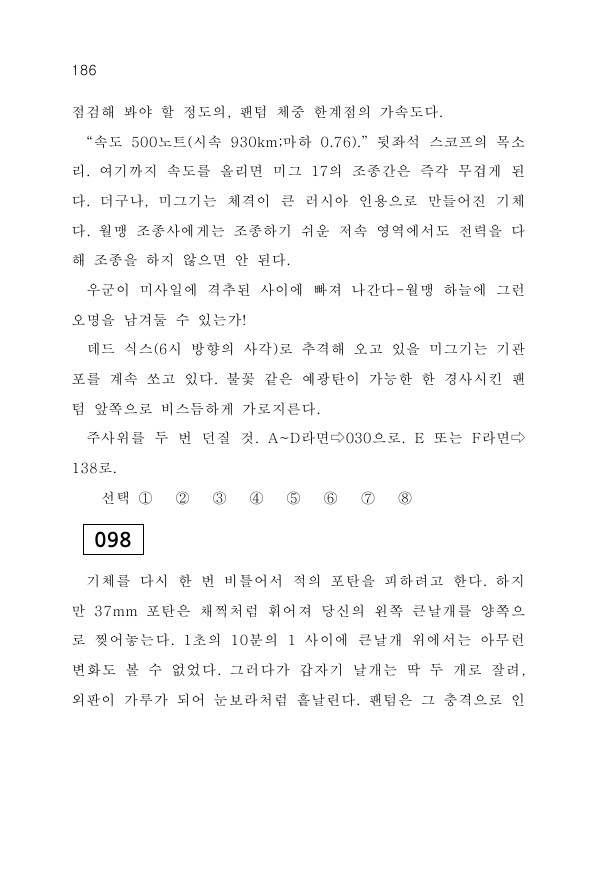 186
점검해 봐야 할 정도의, 팬텀 체중 한계점의 가속도다.
“속도 500노트(시속 930km;마하 0.76).” 뒷좌석 스코프의 목소
리. 여기까지 속도를 올리면 미그 17의 조종간은 즉각 무겁게 된
다. 더구나, 미그기는 체격이 큰 러시아 인용으로 만들어진 기체
다. 월맹 조종사에게는 조종하기 쉬운 저속 영역에서도 전력을 다
해 조종을 하지 않으면 안 된다.
우군이 미사일에 격추된 사이에 빠져 나간다-월맹 하늘에 그런
오명을 남겨둘 수 있는가!
데드 식스(6시 방향의 사각)로 추격해 오고 있을 미그기는 기관
포를 계속 쏘고 있다. 불꽃 같은 예광탄이 가능한 한 경사시킨 팬
텀 앞쪽으로 비스듬하게 가로지른다.
주사위를 두 번 던질 것. A~D라면⇨030으로. E 또는 F라면⇨
138로.
선택 ① ② ③ ④ ⑤ ⑥ ⑦ ⑧
098
기체를 다시 한 번 비틀어서 적의 포탄을 피하려고 한다. 하지
만 37mm 포탄은 채찍처럼 휘어져 당신의 왼쪽 큰날개를 양쪽으
로 찢어놓는다. 1초의 10분의 1 사이에 큰날개 위에서는 아무런
변화도 볼 수 없었다. 그러다가 갑자기 날개는 딱 두 개로 잘려,
외판이 가루가 되어 눈보라처럼 흩날린다. 팬텀은 그 충격으로 인